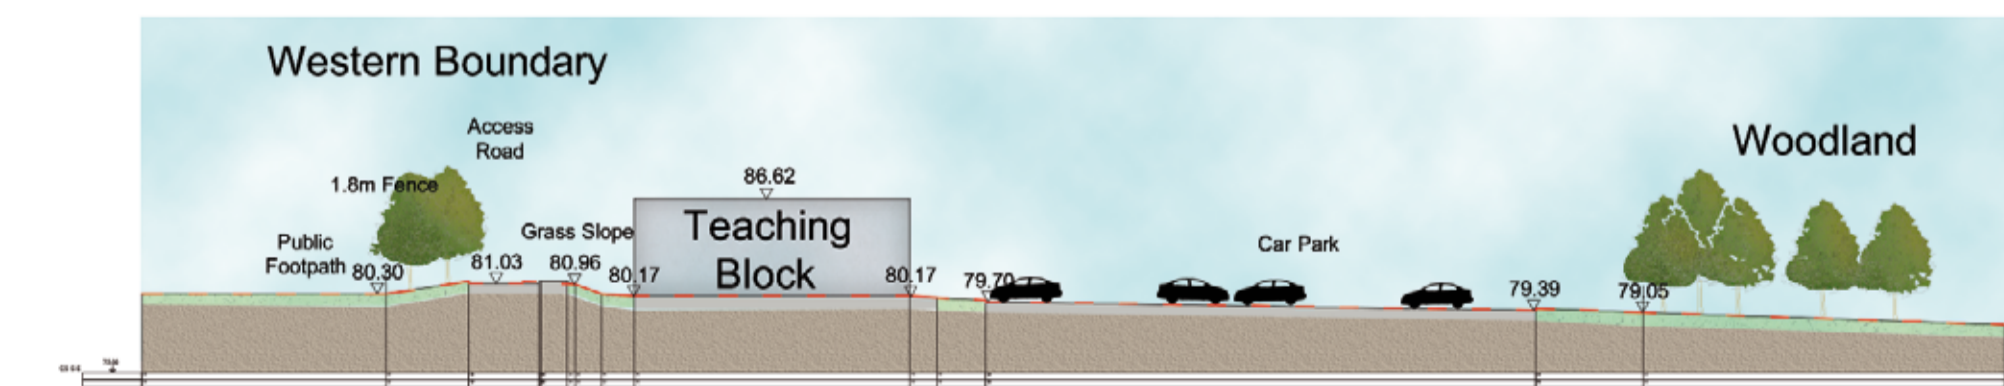 Western Boundary
Access
Road
Woodland
86.62
1.8m Fence
Teaching
Block
Grass Slope
Public
Footpath
Car Park
80.30
81.03
80.96
80.17
80.17
79.70
79.39
79.05